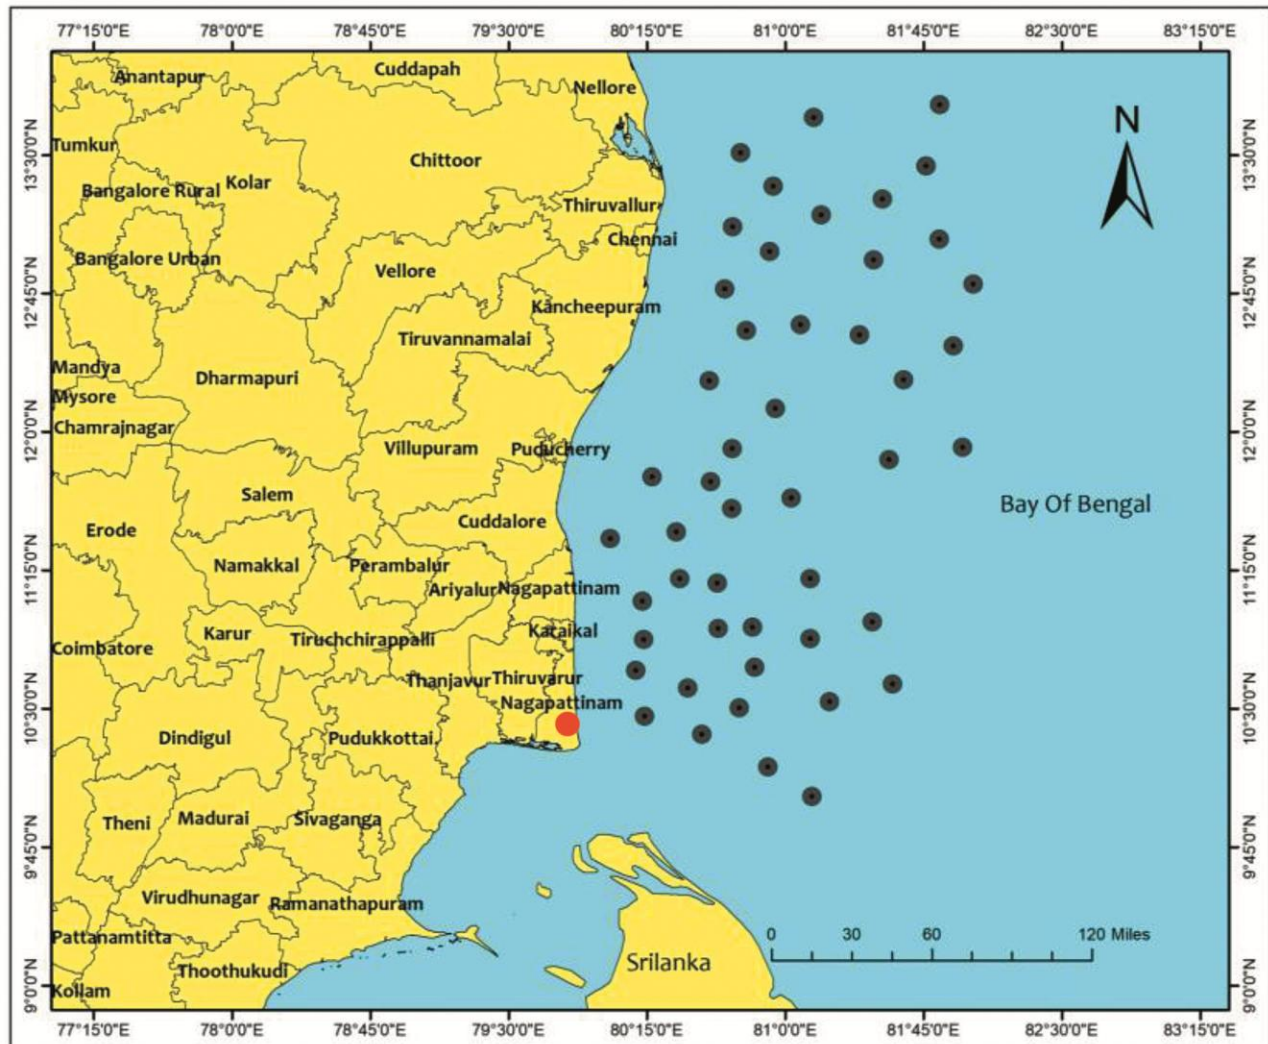 77°15'0"E 78°0'0"E 78°45'0"E 79°30'0"E 80°15'0"E 81°0'0"E 81°45'0"E 82°30'0"E 83°15'0"E
Anantapur
Cuddapah
Nellore
N
Tumkur
Chittoor
13°30'0"N
13°30'0"N
Bangalore Rural
Kolar
Thiruvallur
Chennai
Bangalore Urban
Vellore
12°45'0"N
12°45'0"N
Kancheepuram
Tiruvannamalai
Mandya
Dharmapuri
Mysore
Chamrajnagar
12°0'0"N
12°0'0"N
Villupuram
Puducherry
Salem
Bay Of Bengal
Erode
Cuddalore
Namakkal
Perambalur
11°15'0"N
11°15'0"N
Ariyalur
Nagapattinam
Karur
Tiruchchirappalli
Karaikal
Coimbatore
Thanjavur
Thiruvarur
Nagapattinam
10°30'0"N
10°30'0"N
Dindigul
Pudukkottai
Theni
Madurai
Sivaganga
9°45'0"N
9°45'0"N
Virudhunagar
Ramanathapuram
Pattanamtitta
0 30 60 120 Miles
Thoothukudi
Srilanka
Kollam
9°0'0"N
9°0'0"N
77°15'0"E 78°0'0"E 78°45'0"E 79°30'0"E 80°15'0"E 81°0'0"E 81°45'0"E 82°30'0"E 83°15'0"E